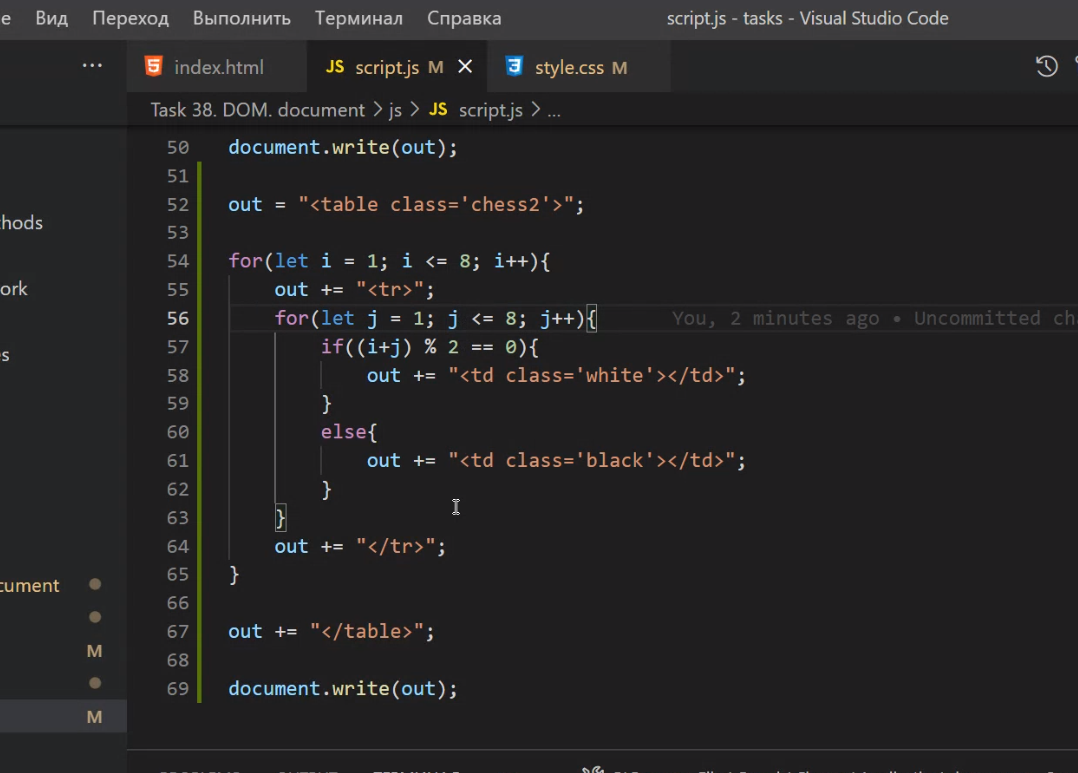 е Вид Переход Выполнить Терминал Справка script.js - tasks - Visual Studio Code
... index.html JS script.js M × style.css M
Task 38. DOM. document > js > JS script.js > ...
hods
ork
s
cument
M
M
50 document.write(out);
51
52 out = "<table class='chess2'>";
53
54 for(let i = 1; i <= 8; i++){
55 out += "<tr>";
56 for(let j = 1; j <= 8; j++){ You, 2 minutes ago • Uncommitted ch
57 if((i+j) % 2 == 0){
58 out += "<td class='white'></td>";
59 }
60 else{
61 out += "<td class='black'></td>";
62 }
63 }
64 out += "</tr>";
65 }
66
67 out += "</table>";
68
69 document.write(out);